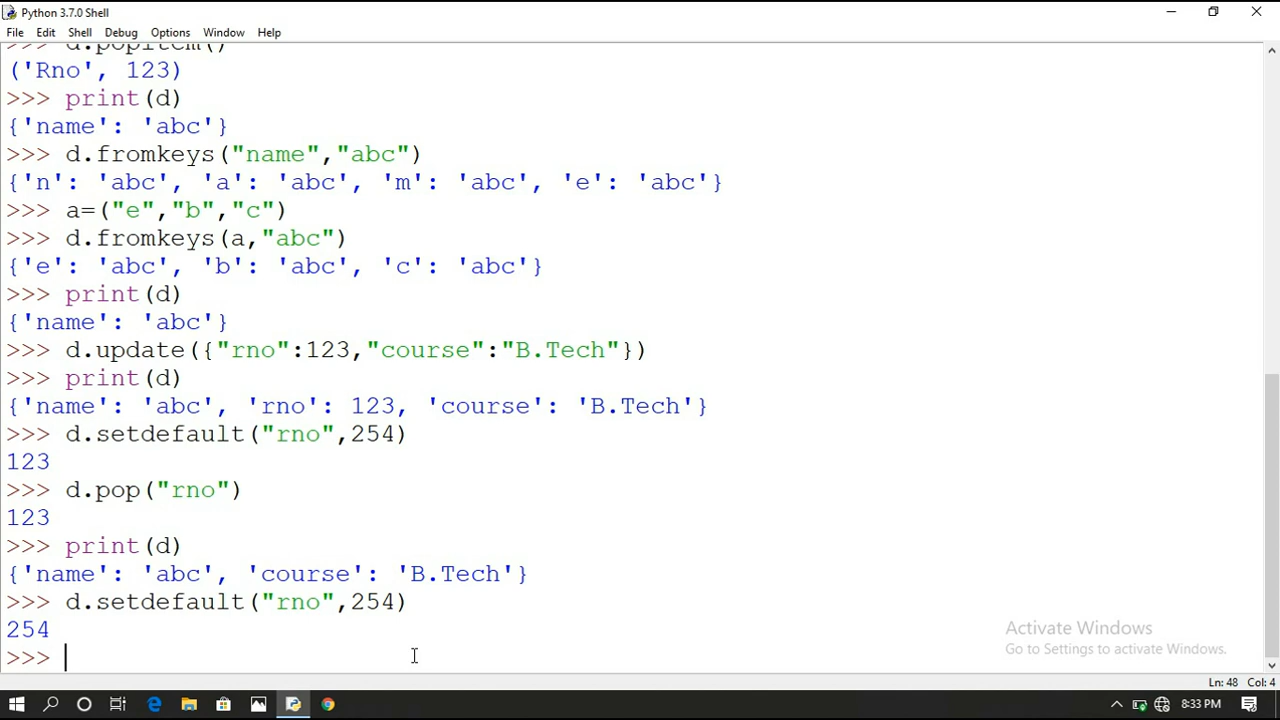 Python 3.7.0 Shell
File Edit Shell Debug Options Window Help
>>> d.popitem()
('Rno', 123)
>>> print(d)
{'name': 'abc'}
>>> d.fromkeys("name","abc")
{'n': 'abc', 'a': 'abc', 'm': 'abc', 'e': 'abc'}
>>> a=("e","b","c")
>>> d.fromkeys(a,"abc")
{'e': 'abc', 'b': 'abc', 'c': 'abc'}
>>> print(d)
{'name': 'abc'}
>>> d.update({"rno":123,"course":"B.Tech"})
>>> print(d)
{'name': 'abc', 'rno': 123, 'course': 'B.Tech'}
>>> d.setdefault("rno",254)
123
>>> d.pop("rno")
123
>>> print(d)
{'name': 'abc', 'course': 'B.Tech'}
>>> d.setdefault("rno",254)
254
>>>
Activate Windows
Go to Settings to activate Windows.
Ln: 48 Col: 4
8:33 PM